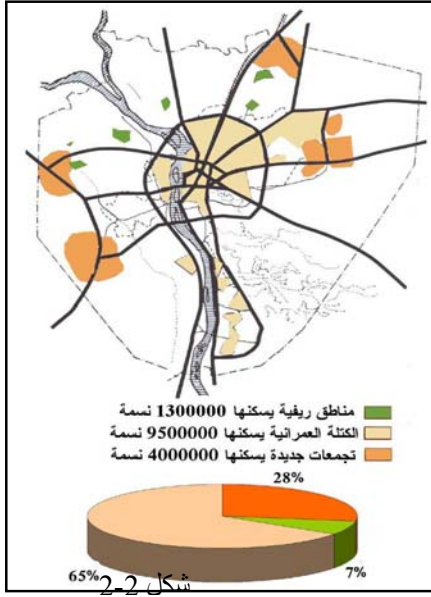 مناطق ريفية يسكنها 1300000 نسمة
الكتلة العمرانية يسكنها 9500000 نسمة
تجمعات جديدة يسكنها 4000000 نسمة
28%
7%
65%
شكل 2-2